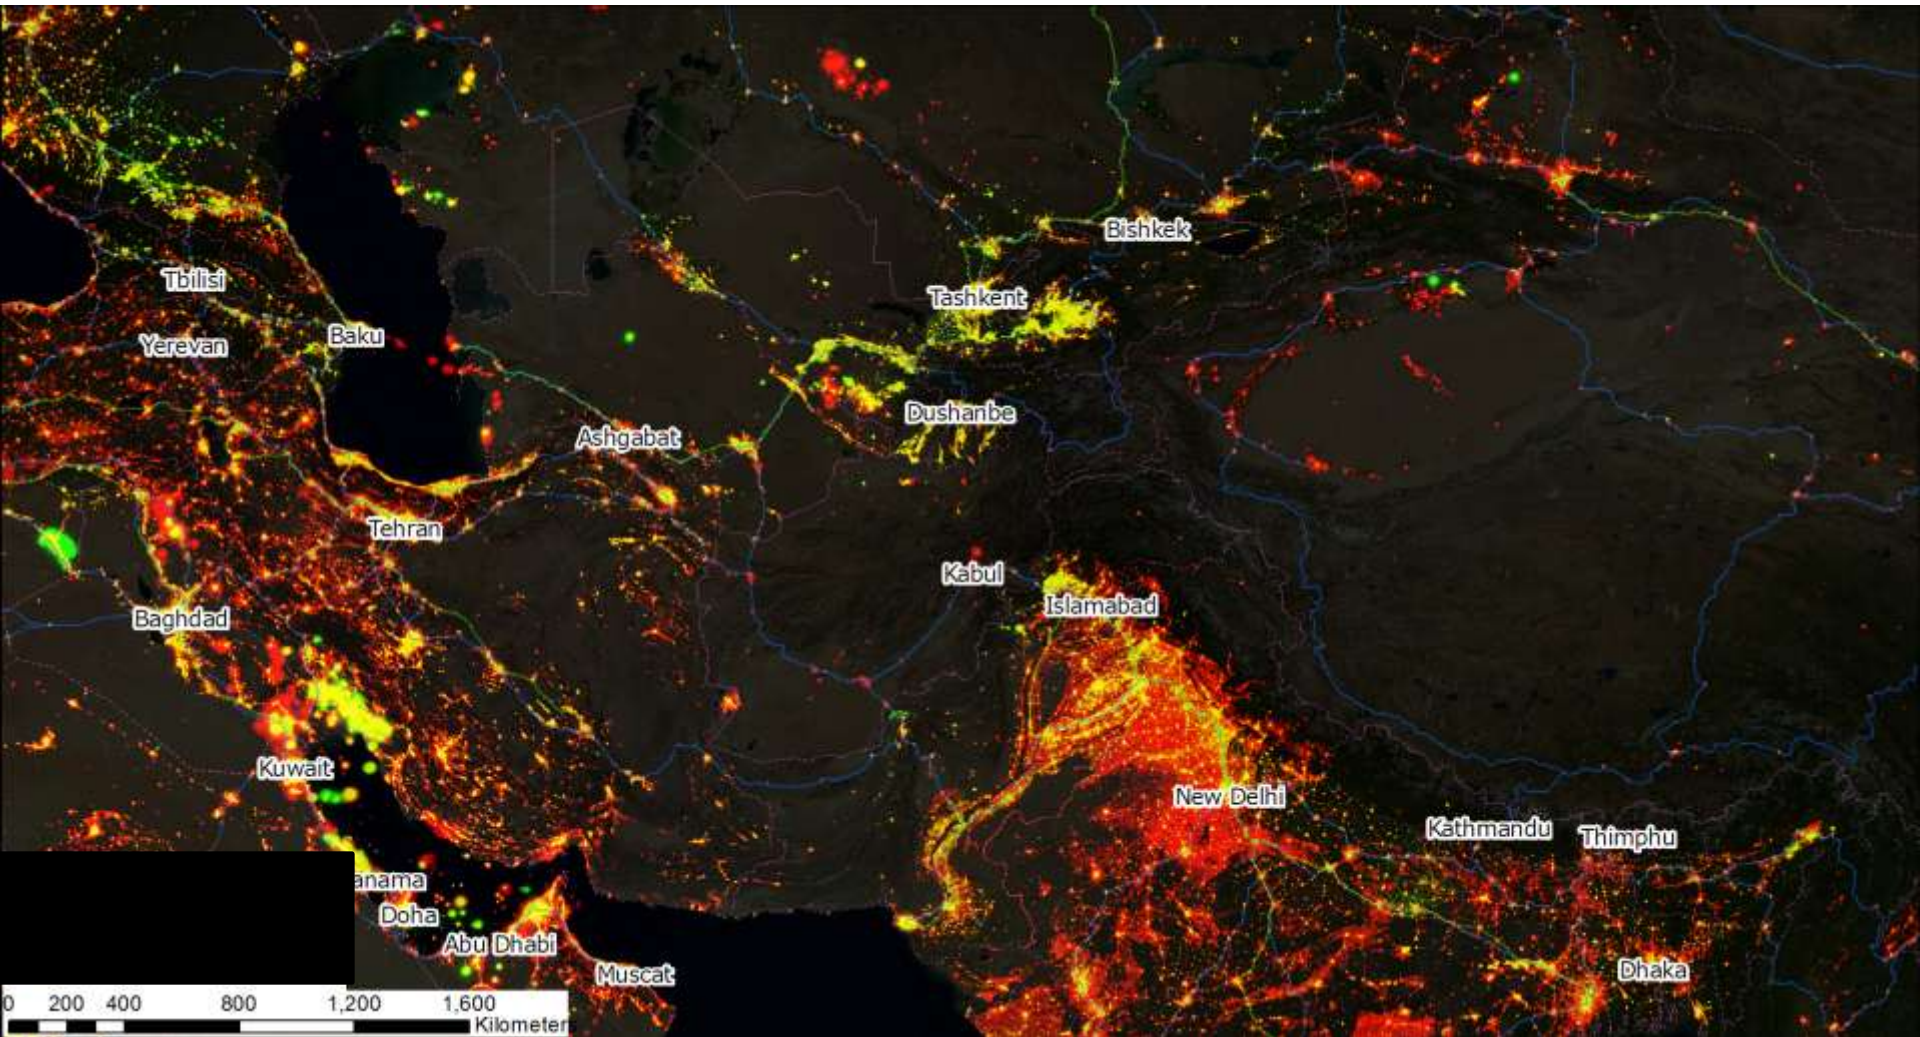 Bishkek
Tbilisi
Tashkent
Baku
Yerevan
Dushanbe
Ashgabat
Tehran
Kabul
Islamabad
Baghdad
Kuwait
New Delhi
Kathmandu
Thimphu
anama
Doha
Abu Dhabi
Muscat
Dhaka
0 200 400 800 1,200 1,600
Kilometers